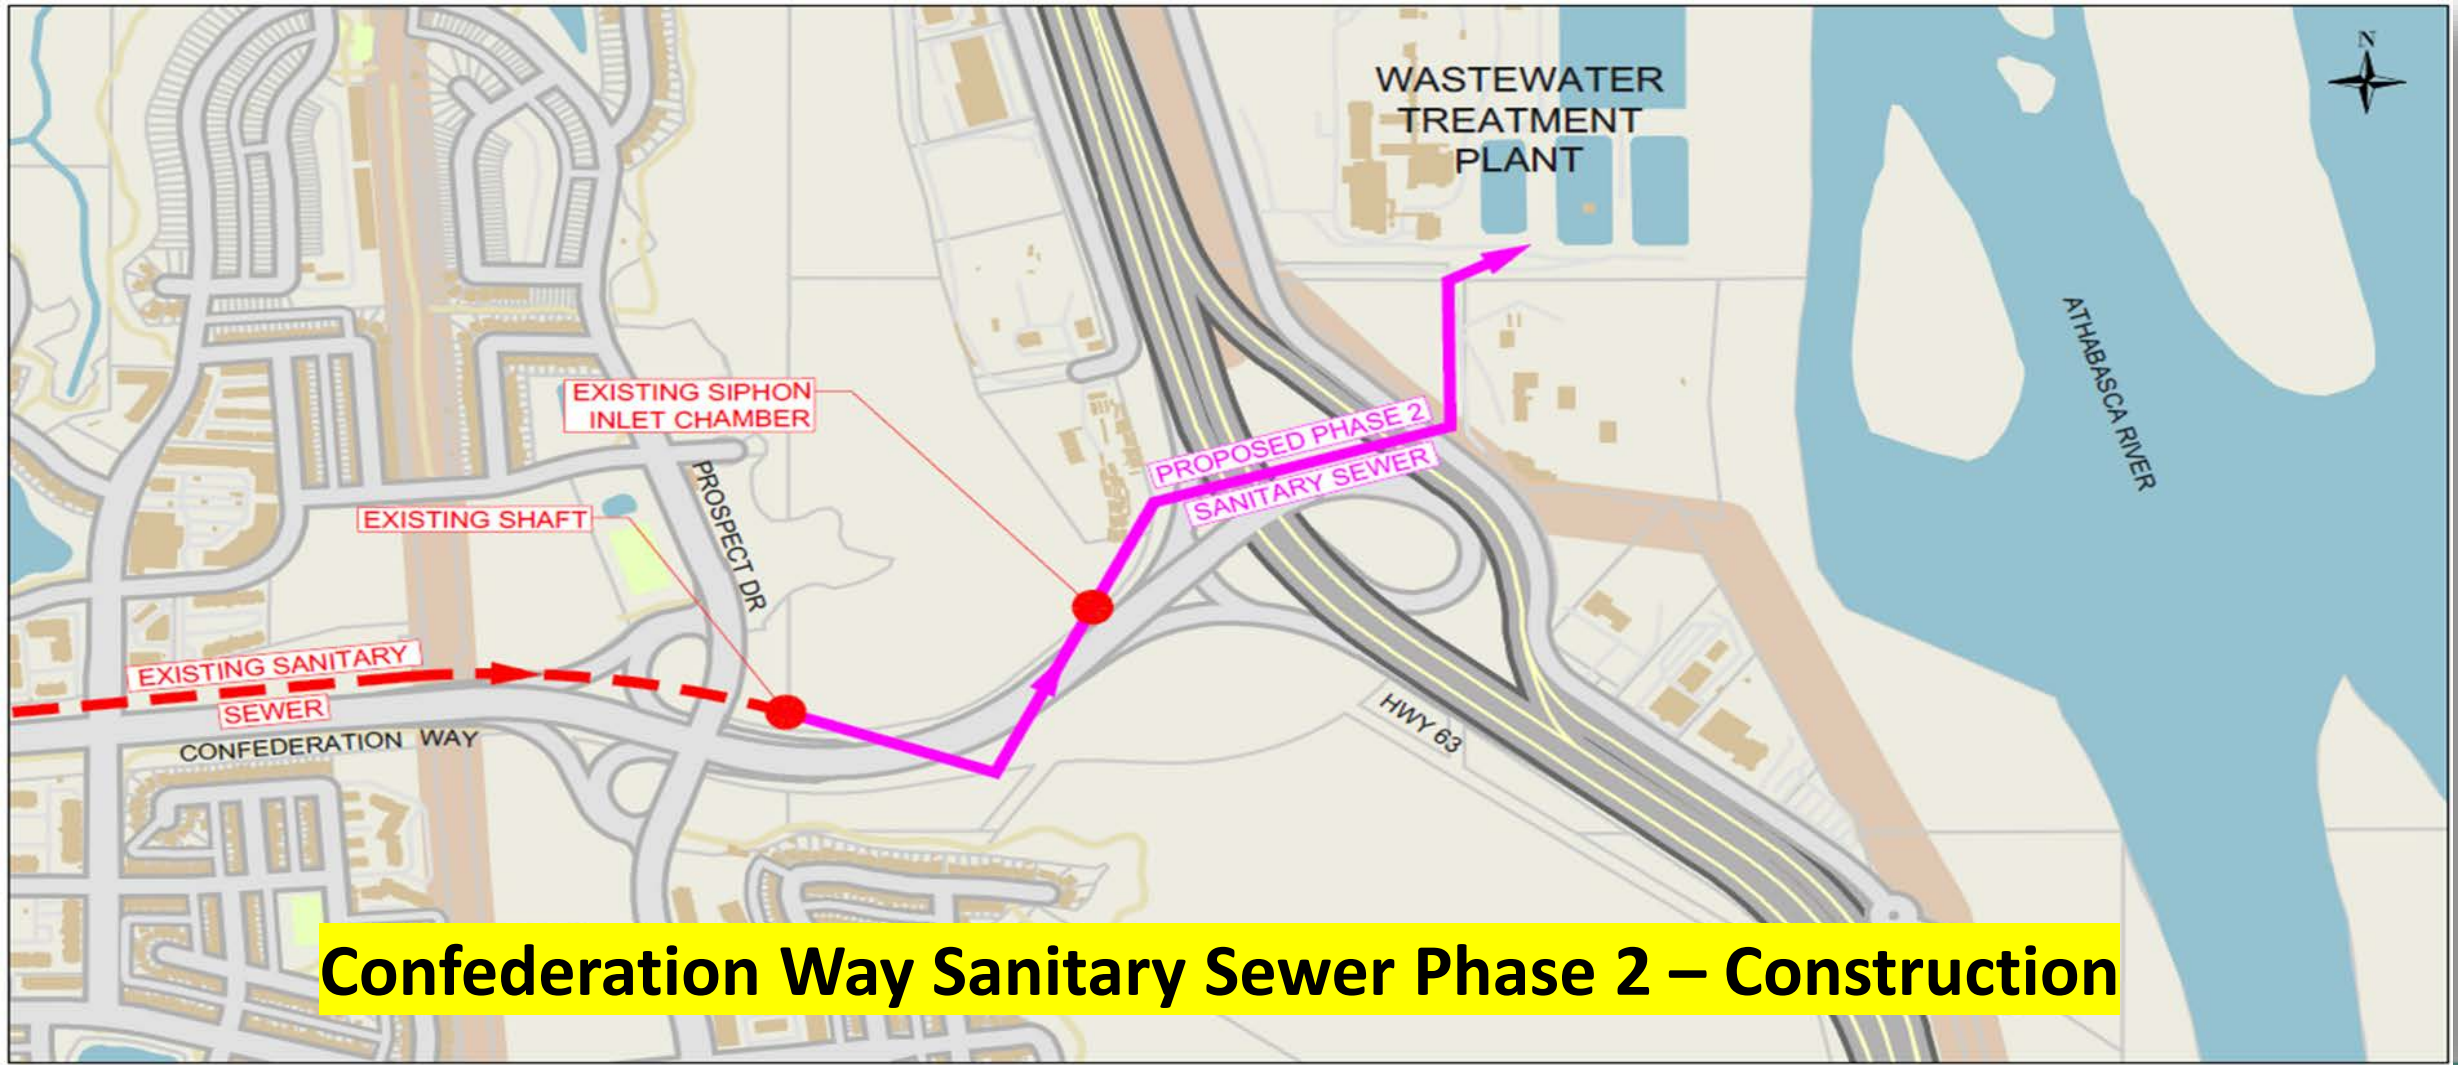 N
WASTEWATER
TREATMENT
PLANT
ATHABASCA RIVER
EXISTING SIPHON
INLET CHAMBER
PROPOSED PHASE 2
SANITARY SEWER
PROSPECT DR
EXISTING SHAFT
EXISTING SANITARY
SEWER
CONFEDERATION WAY
HWY 63
Confederation Way Sanitary Sewer Phase 2 – Construction